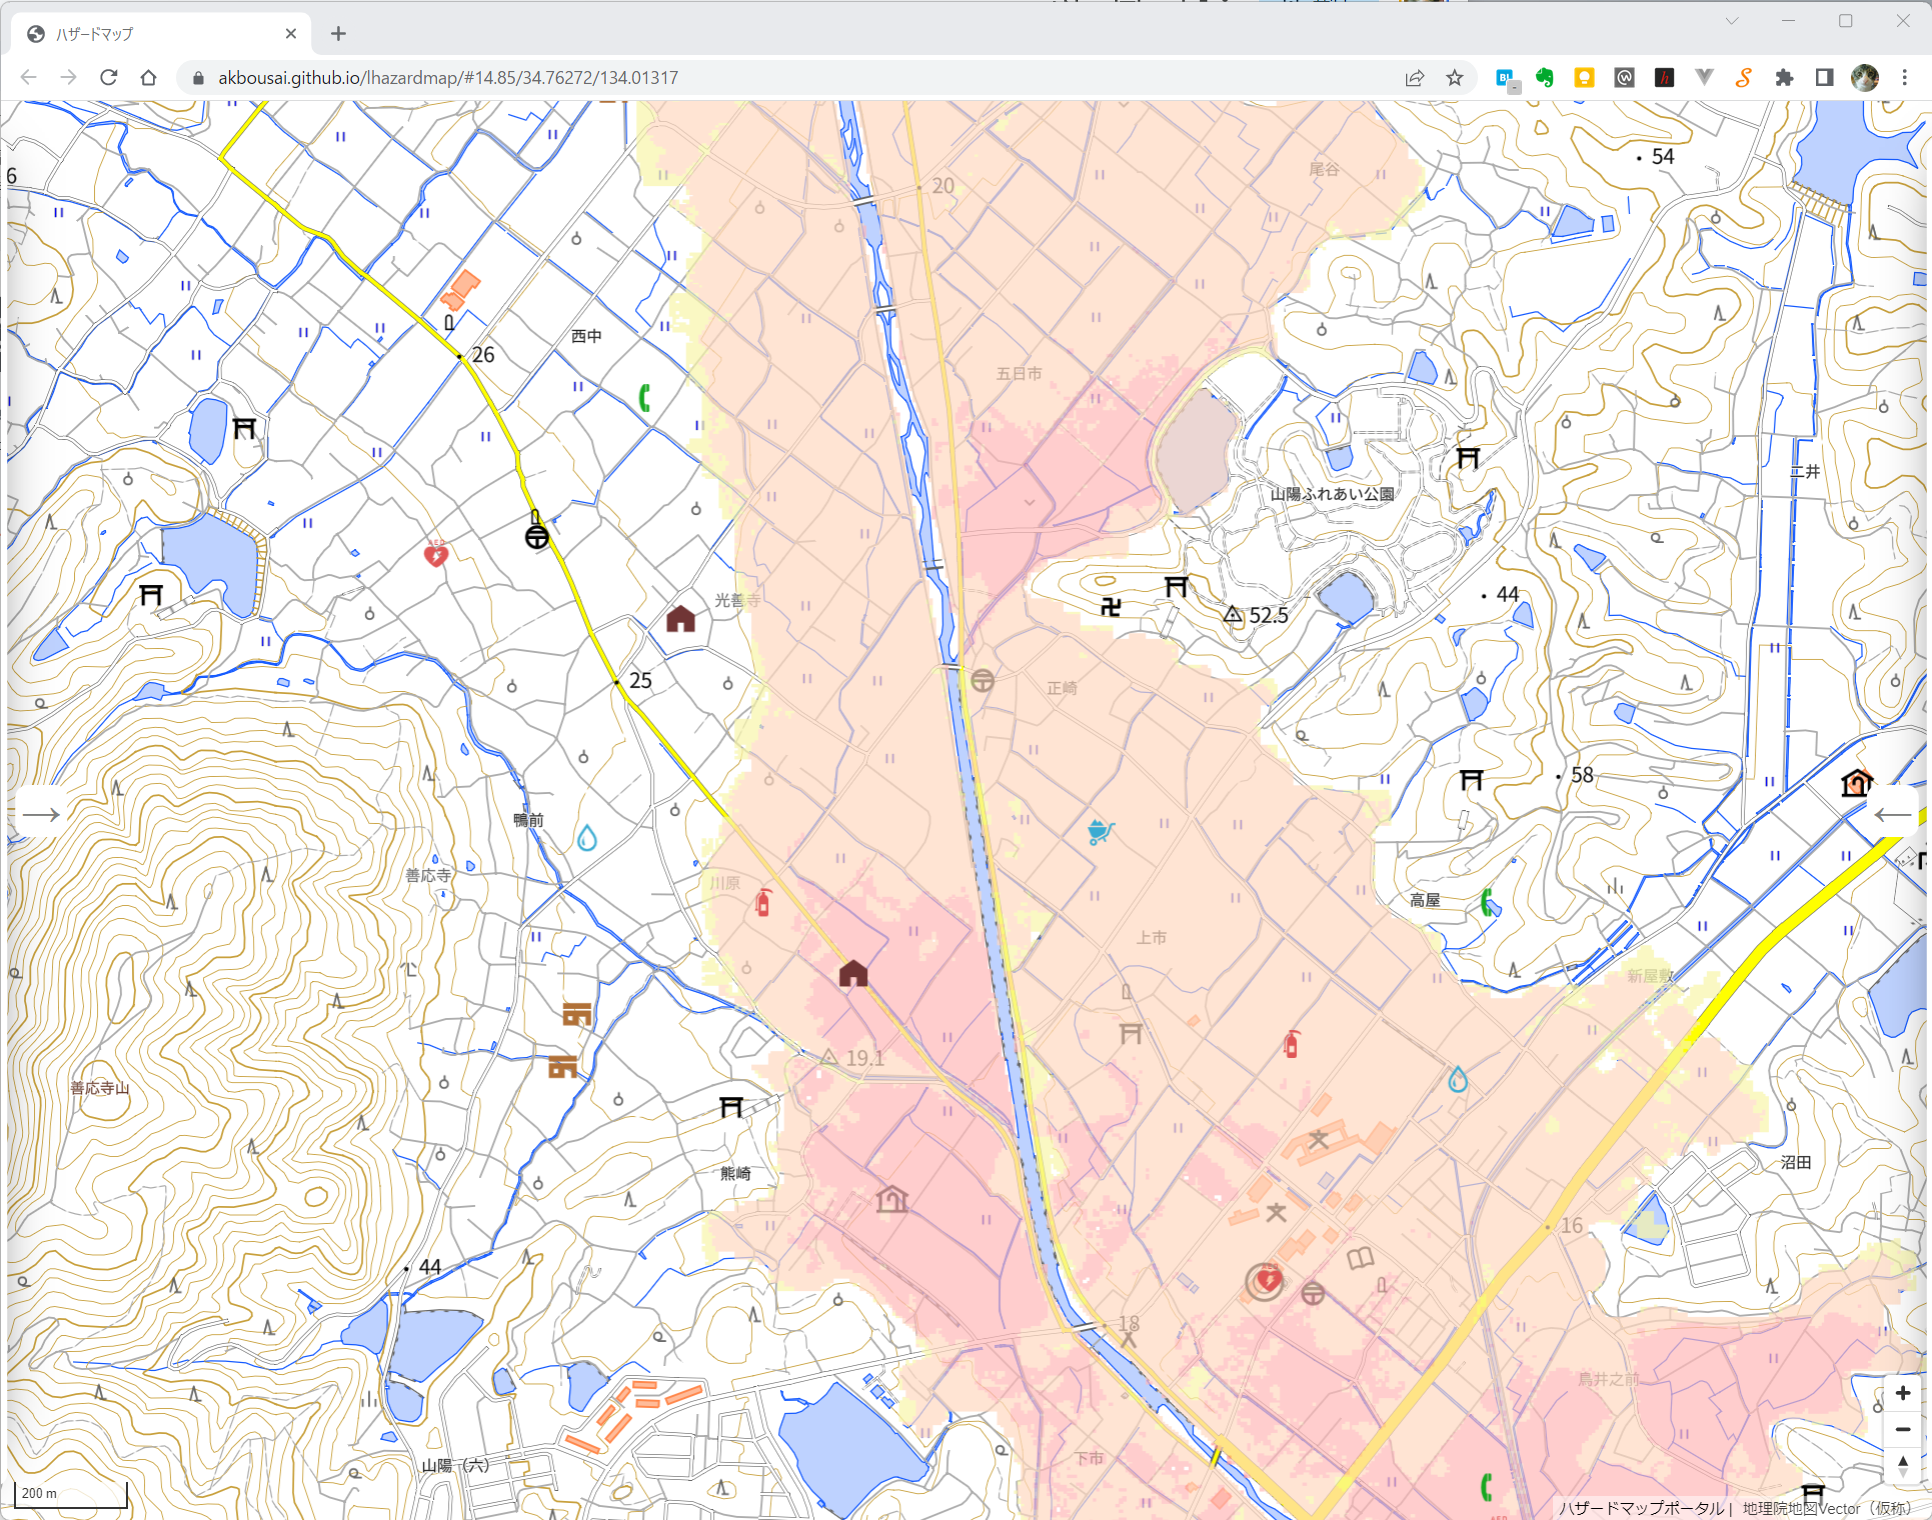 ハザードマップ
akbousai.github.io/lhazardmap/#14.85/34.76272/134.01317
54
6
20
尾谷
西中
26
五日市
二井
山陽ふれあい公園
AED
光善寺
44
52.5
25
正崎
58
鴨前
善応寺
川原
高屋
上市
新屋敷
19.1
善応寺山
熊崎
沼田
16
44
AED
18
鳥井之前
下市
山陽（六）
200 m
AED
ハザードマップポータル | 地理院地図Vector（仮称）